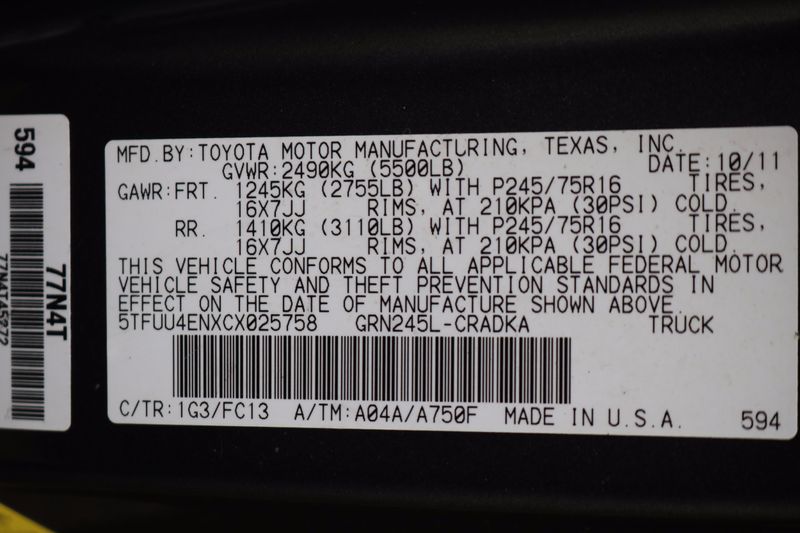 MFD.BY:TOYOTA MOTOR MANUFACTURING, TEXAS, INC.
GVWR:2490KG (5500LB) DATE:10/11
GAWR:FRT. 1245KG (2755LB) WITH P245/75R16 TIRES,
16X7JJ RIMS, AT 210KPA (30PSI) COLD
RR. 1410KG (3110LB) WITH P245/75R16 TIRES,
16X7JJ RIMS, AT 210KPA (30PSI) COLD.
THIS VEHICLE CONFORMS TO ALL APPLICABLE FEDERAL MOTOR
VEHICLE SAFETY AND THEFT PREVENTION STANDARDS IN
EFFECT ON THE DATE OF MANUFACTURE SHOWN ABOVE.
5TFUU4ENXCX025758 GRN245L-CRADKA TRUCK
C/TR:1G3/FC13 A/TM:A04A/A750F MADE IN U.S.A. 594
594
77N4T